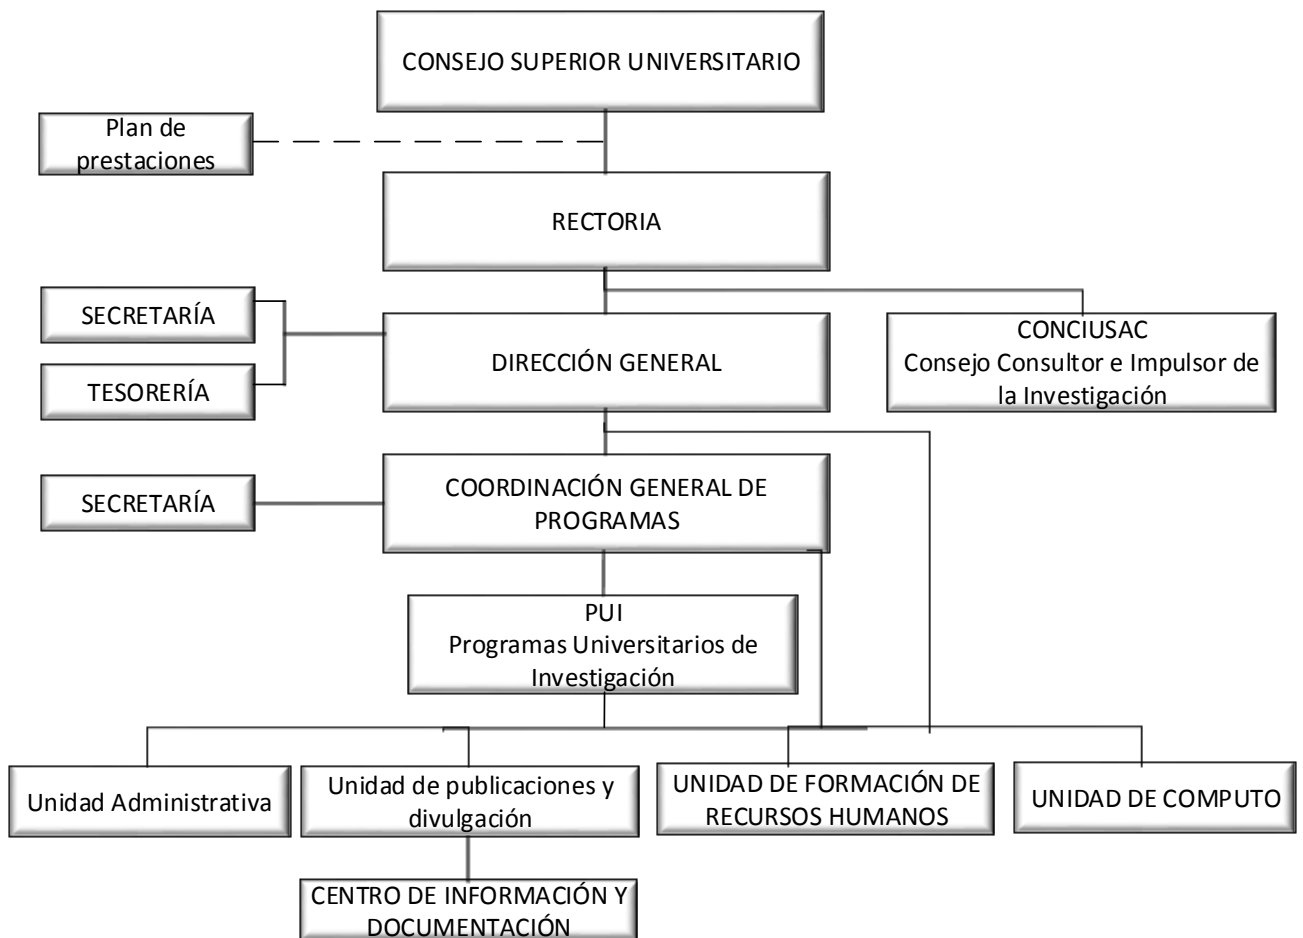 CONSEJO SUPERIOR UNIVERSITARIO
Plan de
prestaciones
RECTORIA
SECRETARÍA
TESORERÍA
DIRECCIÓN GENERAL
CONCIUSAC
Consejo Consultor e Impulsor de
la Investigación
SECRETARÍA
COORDINACIÓN GENERAL DE
PROGRAMAS
PUI
Programas Universitarios de
Investigación
Unidad Administrativa
Unidad de publicaciones y
divulgación
UNIDAD DE FORMACIÓN DE
RECURSOS HUMANOS
UNIDAD DE COMPUTO
CENTRO DE INFORMACIÓN Y
DOCUMENTACIÓN